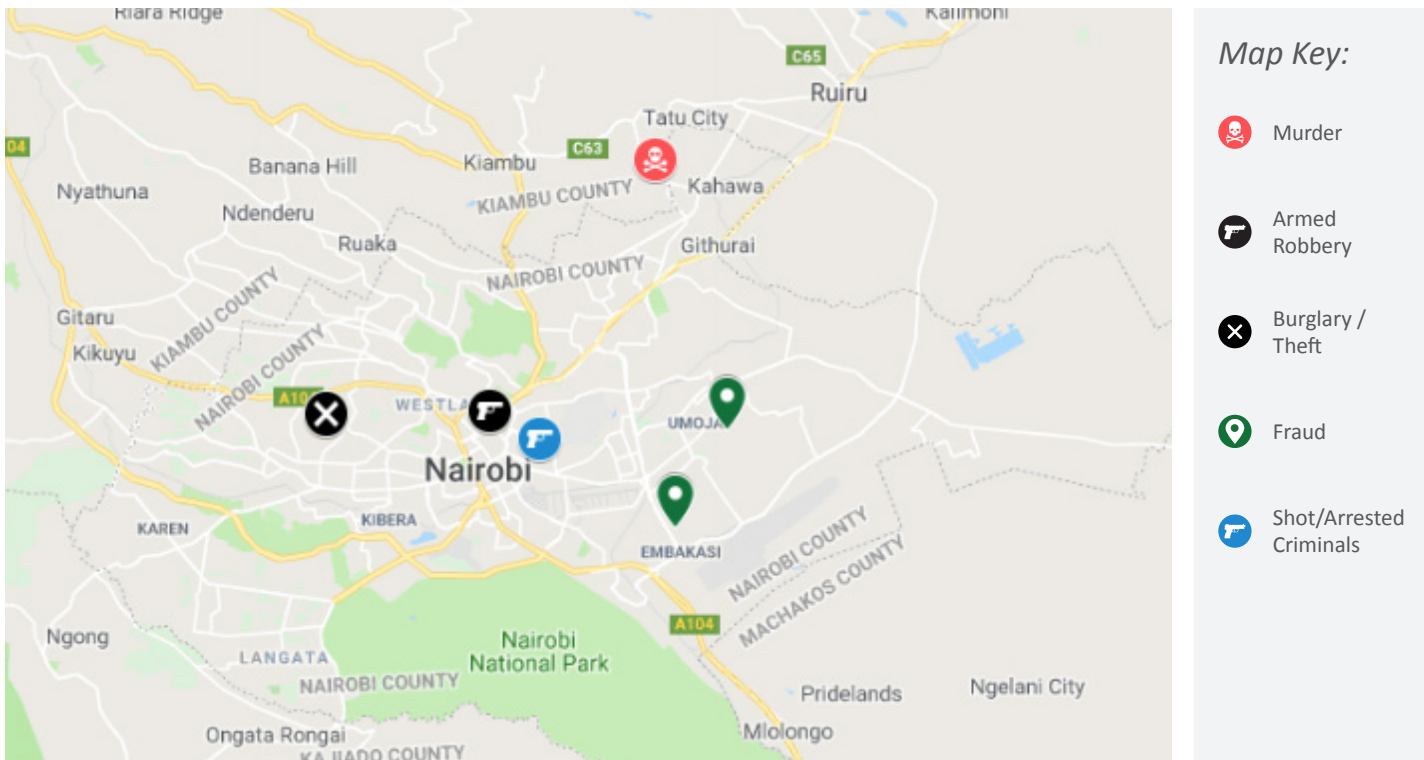 Riara Ridge
Kalimoni
C65
Ruiru
Tatu City
04
C63
Banana Hill
Kiambu
Nyathuna
KIAMBU COUNTY
Kahawa
Ndenderu
Ruaka
Githurai
NAIROBI COUNTY
KIAMBU COUNTY
Gitaru
Kikuyu
NAIROBI COUNTY
A104
WESTLA
UMOJA
Nairobi
KAREN
KIBERA
EMBAKASI
NAIROBI COUNTY
MACHAKOS COUNTY
A104
Ngong
Nairobi
National Park
LANGATA
NAIROBI COUNTY
Pridelands
Ngelani City
Ongata Rongai
Mlolongo
KAJIADO COUNTY
Map Key:
Murder
Armed
Robbery
Burglary /
Theft
Fraud
Shot/Arrested
Criminals